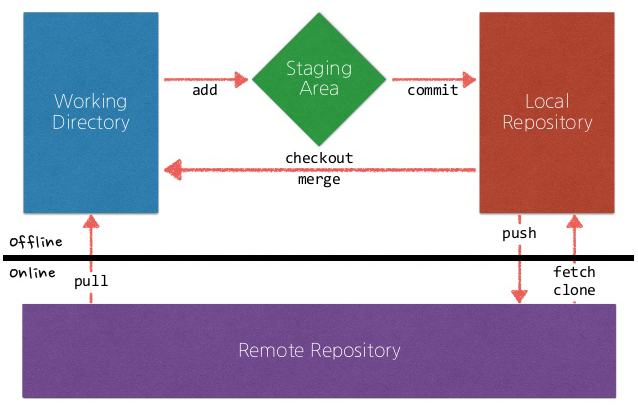 Working
Directory
add
Staging
Area
commit
Local
Repository
checkout
merge
Offline
Online
pull
push
fetch
clone
Remote Repository